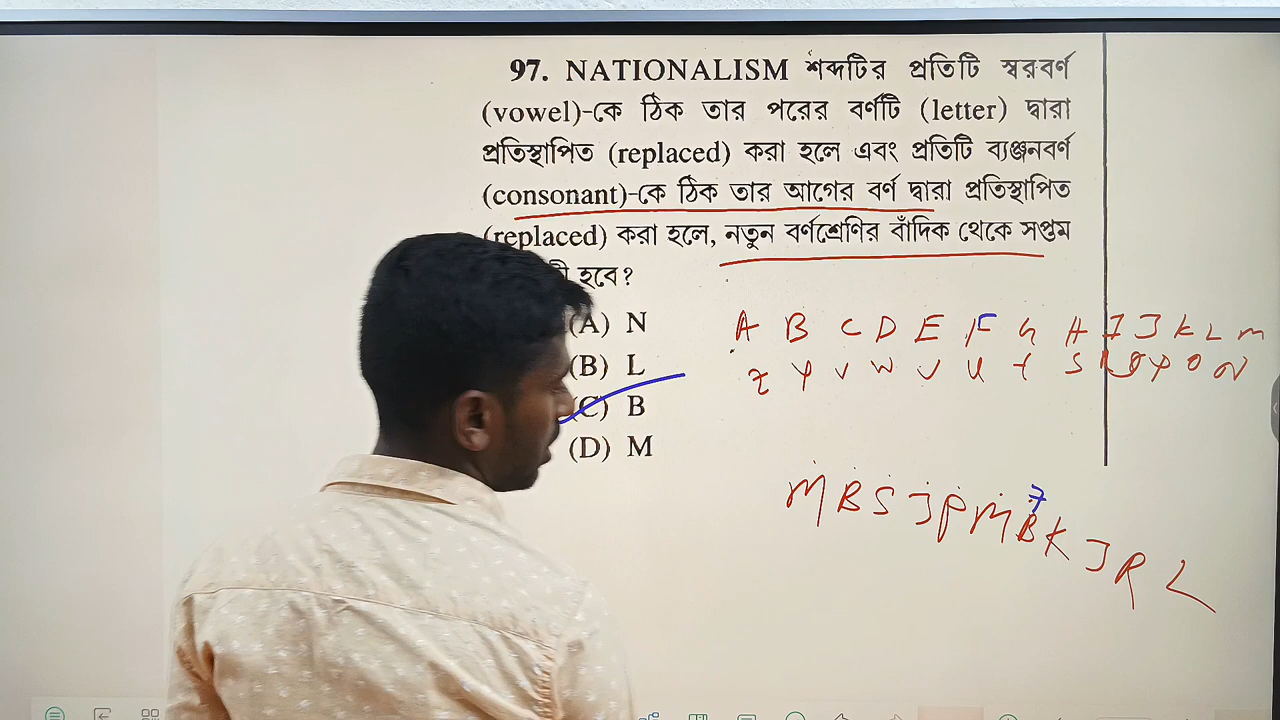 97. NATIONALISM শব্দটির প্রতিটি স্বরবর্ণ
(vowel)-কে ঠিক তার পরের বর্ণটি (letter) দ্বারা
প্রতিস্থাপিত (replaced) করা হলে এবং প্রতিটি ব্যঞ্জনবর্ণ
(consonant)-কে ঠিক তার আগের বর্ণ দ্বারা প্রতিস্থাপিত
(replaced) করা হলে, নতুন বর্ণশ্রেণির বাঁদিক থেকে সপ্তম
হবে?
(A) N
(B) L
(C) B
(D) M
A B C D E F G H I J K L M
7
M B S J P M B K J R L